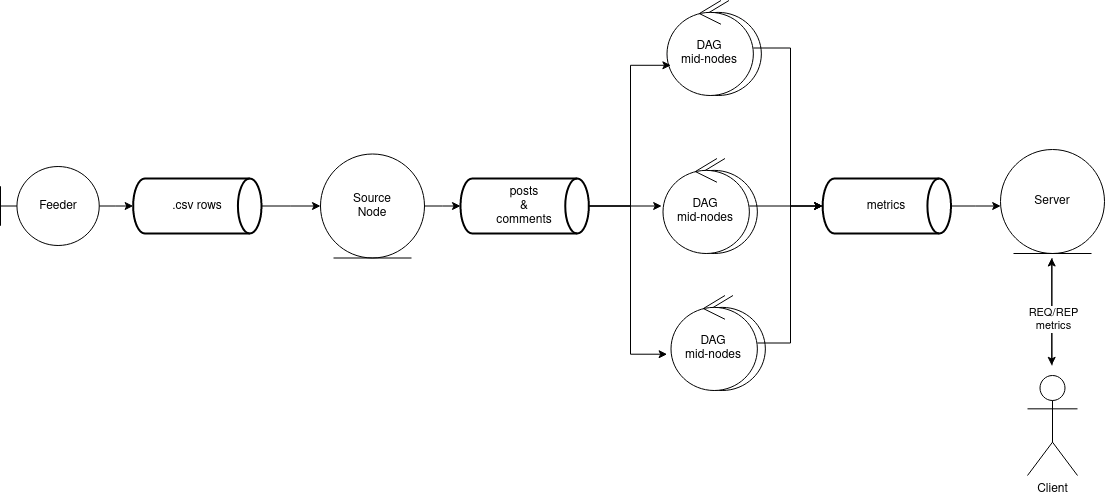 DAG
mid-nodes
Feeder
.csv rows
Source
Node
posts
&
comments
DAG
mid-nodes
metrics
Server
DAG
mid-nodes
REQ/REP
metrics
Client